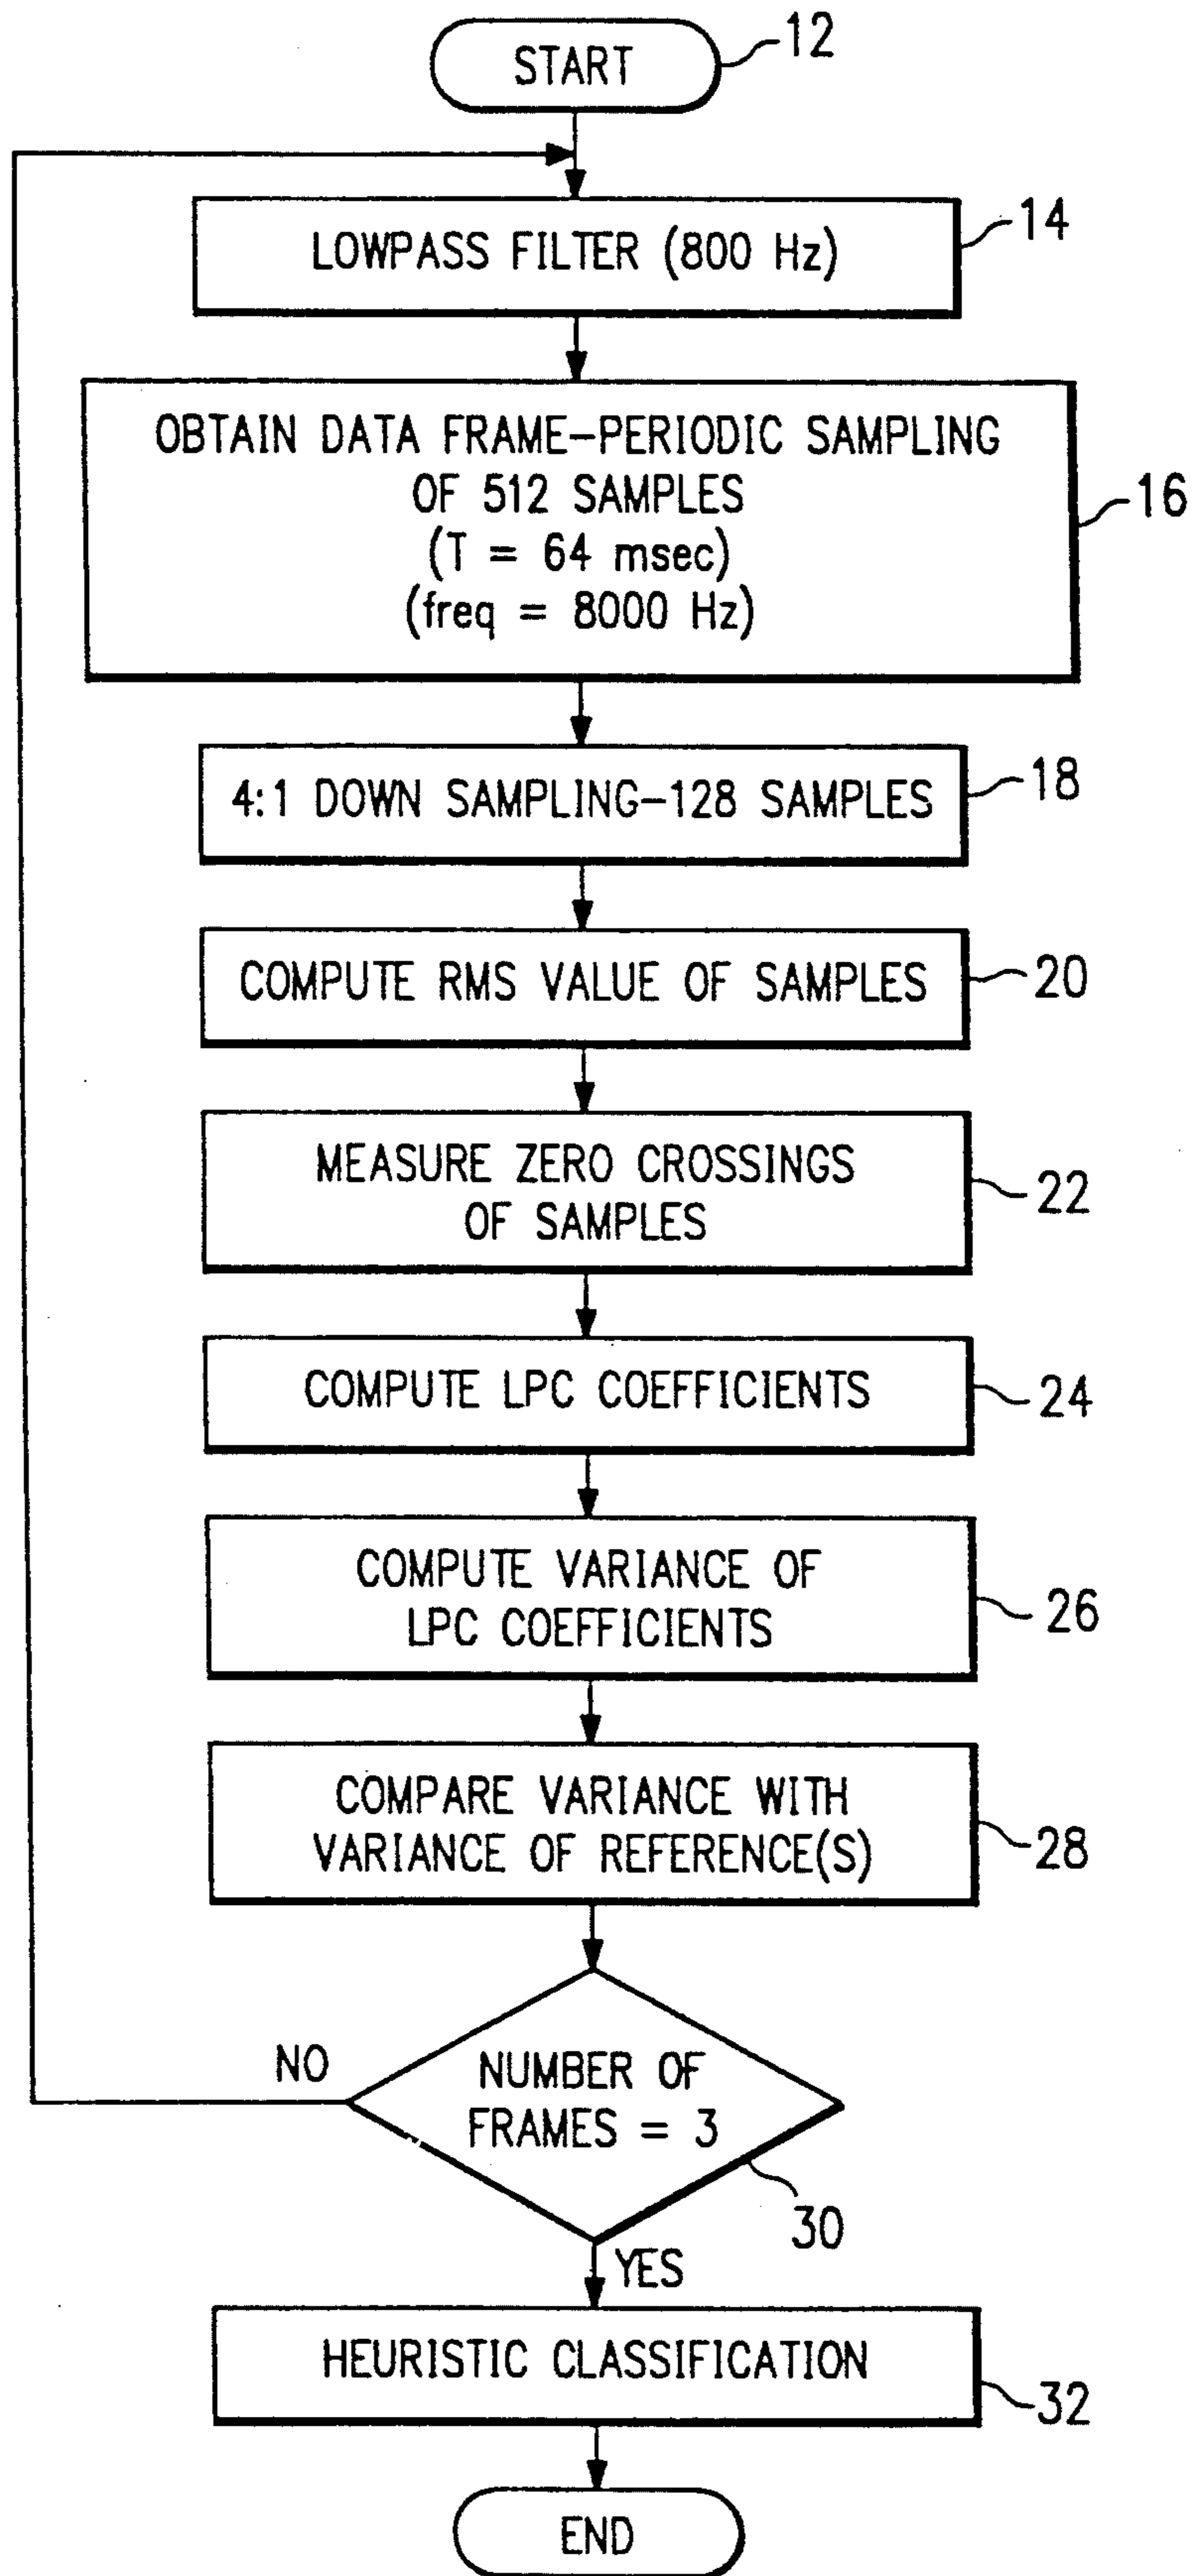 START
12
LOWPASS FILTER (800 Hz)
14
OBTAIN DATA FRAME-PERIODIC SAMPLING
OF 512 SAMPLES
(T = 64 msec)
(freq = 8000 Hz)
16
4:1 DOWN SAMPLING-128 SAMPLES
18
COMPUTE RMS VALUE OF SAMPLES
20
MEASURE ZERO CROSSINGS
OF SAMPLES
22
COMPUTE LPC COEFFICIENTS
24
COMPUTE VARIANCE OF
LPC COEFFICIENTS
26
COMPARE VARIANCE WITH
VARIANCE OF REFERENCE(S)
28
NO
NUMBER OF
FRAMES = 3
30
YES
HEURISTIC CLASSIFICATION
32
END